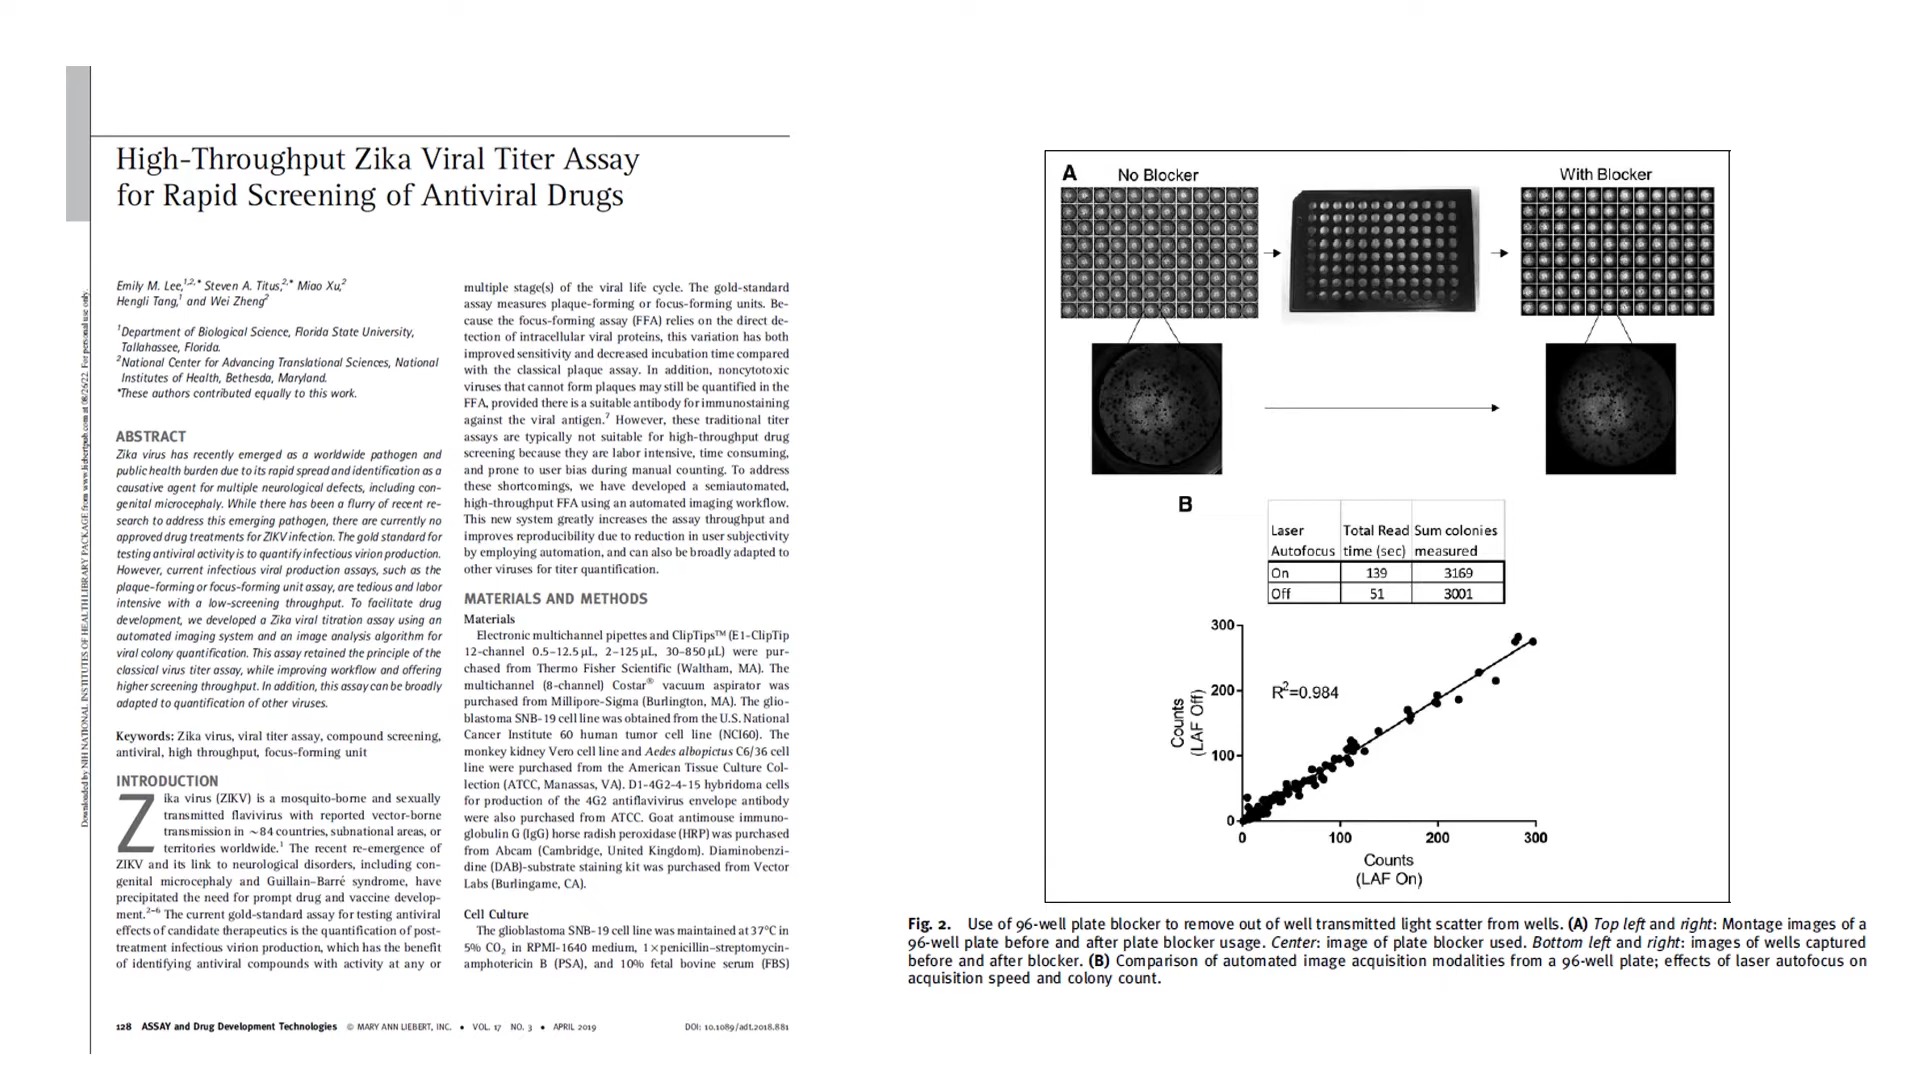 High-Throughput Zika Viral Titer Assay
for Rapid Screening of Antiviral Drugs
Emily M. Lee,1,2,* Steven A. Titus,2,* Miao Xu,2
Hengli Tang,1 and Wei Zheng2
1Department of Biological Science, Florida State University,
Tallahassee, Florida.
2National Center for Advancing Translational Sciences, National
Institutes of Health, Bethesda, Maryland.
*These authors contributed equally to this work.
ABSTRACT
Zika virus has recently emerged as a worldwide pathogen and
public health burden due to its rapid spread and identification as a
causative agent for multiple neurological defects, including con-
genital microcephaly. While there has been a flurry of recent re-
search to address this emerging pathogen, there are currently no
approved drug treatments for ZIKV infection. The gold standard for
testing antiviral activity is to quantify infectious virion production.
However, current infectious viral production assays, such as the
plaque-forming or focus-forming unit assay, are tedious and labor
intensive with a low-screening throughput. To facilitate drug
development, we developed a Zika viral titration assay using an
automated imaging system and an image analysis algorithm for
viral colony quantification. This assay retained the principle of the
classical virus titer assay, while improving workflow and offering
higher screening throughput. In addition, this assay can be broadly
adapted to quantification of other viruses.
Keywords: Zika virus, viral titer assay, compound screening,
antiviral, high throughput, focus-forming unit
INTRODUCTION
Zika virus (ZIKV) is a mosquito-borne and sexually
transmitted flavivirus with reported vector-borne
transmission in ~84 countries, subnational areas, or
territories worldwide.1 The recent re-emergence of
ZIKV and its link to neurological disorders, including con-
genital microcephaly and Guillain–Barré syndrome, have
precipitated the need for prompt drug and vaccine develop-
ment.2–6 The current gold-standard assay for testing antiviral
effects of candidate therapeutics is the quantification of post-
treatment infectious virion production, which has the benefit
of identifying antiviral compounds with activity at any or
multiple stage(s) of the viral life cycle. The gold-standard
assay measures plaque-forming or focus-forming units. Be-
cause the focus-forming assay (FFA) relies on the direct de-
tection of intracellular viral proteins, this variation has both
improved sensitivity and decreased incubation time compared
with the classical plaque assay. In addition, noncytotoxic
viruses that cannot form plaques may still be quantified in the
FFA, provided there is a suitable antibody for immunostaining
against the viral antigen.7 However, these traditional titer
assays are typically not suitable for high-throughput drug
screening because they are labor intensive, time consuming,
and prone to user bias during manual counting. To address
these shortcomings, we have developed a semiautomated,
high-throughput FFA using an automated imaging workflow.
This new system greatly increases the assay throughput and
improves reproducibility due to reduction in user subjectivity
by employing automation, and can also be broadly adapted to
other viruses for titer quantification.
MATERIALS AND METHODS
Materials
Electronic multichannel pipettes and ClipTips™ (E1-ClipTip
12-channel 0.5–12.5 μL, 2–125 μL, 30–850 μL) were pur-
chased from Thermo Fisher Scientific (Waltham, MA). The
multichannel (8-channel) Costar® vacuum aspirator was
purchased from Millipore-Sigma (Burlington, MA). The glio-
blastoma SNB-19 cell line was obtained from the U.S. National
Cancer Institute 60 human tumor cell line (NCI60). The
monkey kidney Vero cell line and Aedes albopictus C6/36 cell
line were purchased from the American Tissue Culture Col-
lection (ATCC, Manassas, VA). D1-4G2-4-15 hybridoma cells
for production of the 4G2 antiflavivirus envelope antibody
were also purchased from ATCC. Goat antimouse immuno-
globulin G (IgG) horse radish peroxidase (HRP) was purchased
from Abcam (Cambridge, United Kingdom). Diaminobenzi-
dine (DAB)-substrate staining kit was purchased from Vector
Labs (Burlingame, CA).
Cell Culture
The glioblastoma SNB-19 cell line was maintained at 37°C in
5% CO2 in RPMI-1640 medium, 1×penicillin–streptomycin–
amphotericin B (PSA), and 10% fetal bovine serum (FBS)
128 ASSAY and Drug Development Technologies © MARY ANN LIEBERT, INC. • VOL. 17 NO. 3 • APRIL 2019 DOI: 10.1089/adt.2018.881
Downloaded by NIH NATIONAL INSTITUTES OF HEALTH LIBRARY PACKAGE from www.liebertpub.com at 08/26/22. For personal use only.
A
No Blocker
With Blocker
B
Laser Autofocus Total Read time (sec) Sum colonies measured
On 139 3169
Off 51 3001
300
200
100
0
R2=0.984
Counts
(LAF Off)
0 100 200 300
Counts
(LAF On)
Fig. 2. Use of 96-well plate blocker to remove out of well transmitted light scatter from wells. (A) Top left and right: Montage images of a
96-well plate before and after plate blocker usage. Center: image of plate blocker used. Bottom left and right: images of wells captured
before and after blocker. (B) Comparison of automated image acquisition modalities from a 96-well plate; effects of laser autofocus on
acquisition speed and colony count.